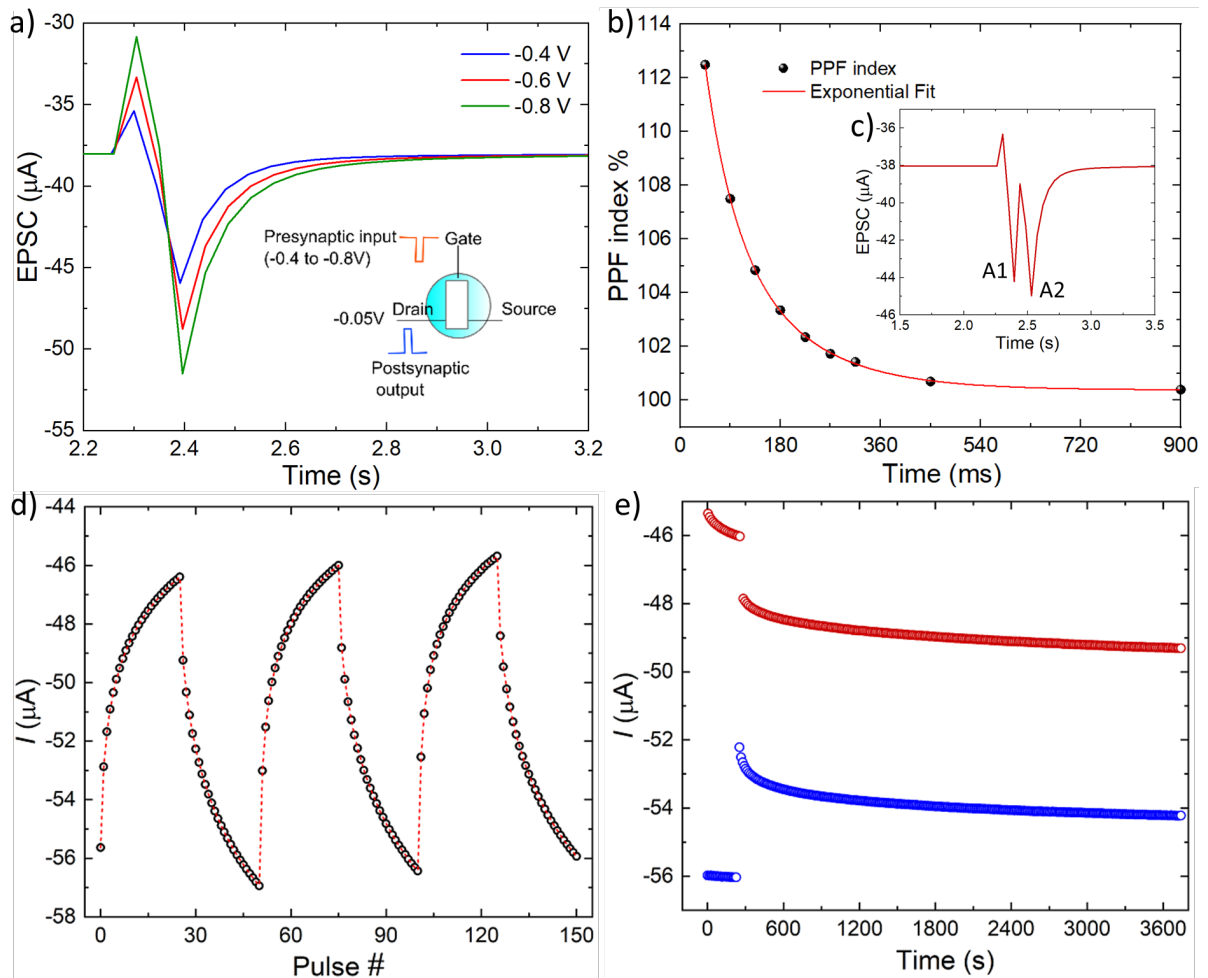 a)
-30
-35
-40
-45
-50
-55
EPSC (µA)
2.2 2.4 2.6 2.8 3.0 3.2
Time (s)
-0.4 V
-0.6 V
-0.8 V
Presynaptic input
(-0.4 to -0.8V)
Gate
Drain
Source
-0.05V
Postsynaptic
output
b)
114
112
110
108
106
104
102
100
PPF index %
0 180 360 540 720 900
Time (ms)
PPF index
Exponential Fit
c)
-36
-38
-40
-42
-44
-46
EPSC (µA)
A1
A2
1.5 2.0 2.5 3.0 3.5
Time (s)
d)
-44
-46
-48
-50
-52
-54
-56
-58
I (µA)
0 30 60 90 120 150
Pulse #
e)
-46
-48
-50
-52
-54
-56
I (µA)
0 600 1200 1800 2400 3000 3600
Time (s)